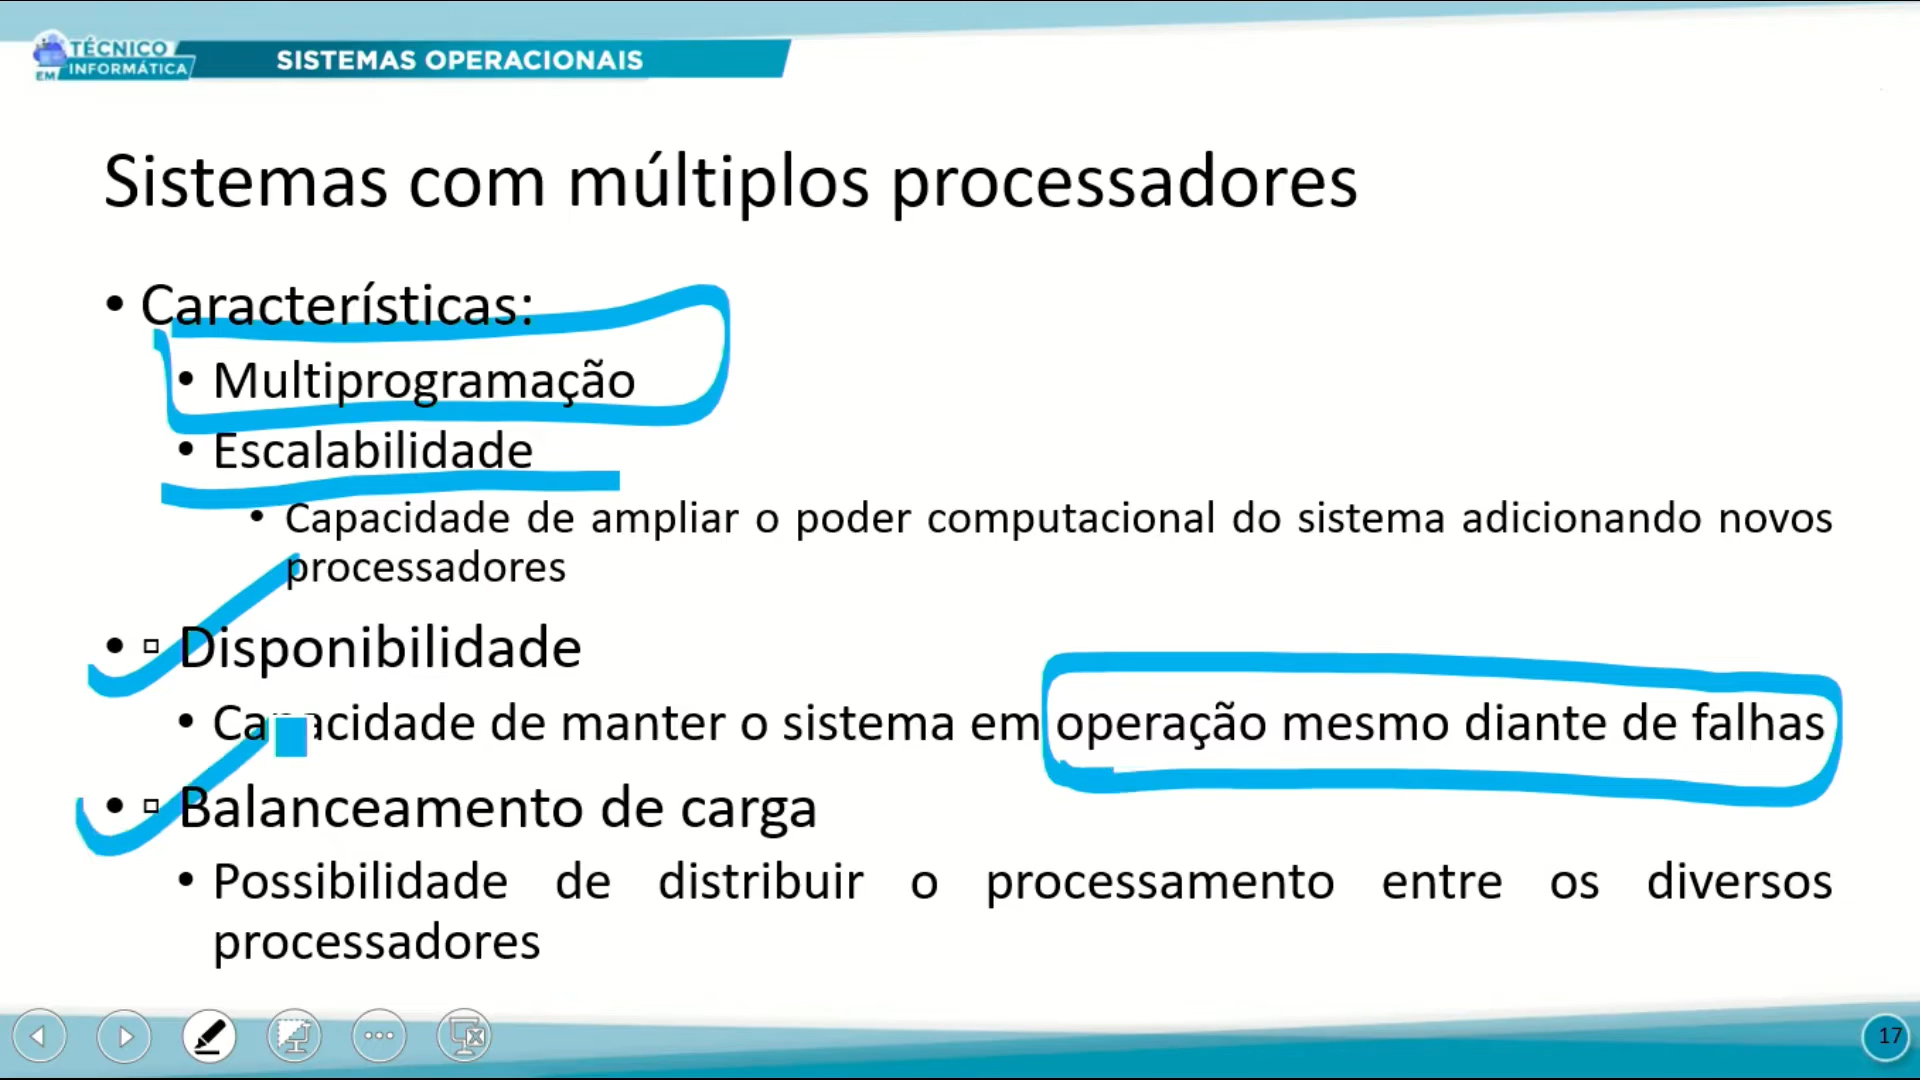 TÉCNICO
EM INFORMÁTICA
SISTEMAS OPERACIONAIS
Sistemas com múltiplos processadores
• Características:
• Multiprogramação
• Escalabilidade
• Capacidade de ampliar o poder computacional do sistema adicionando novos
processadores
• ▫ Disponibilidade
• Capacidade de manter o sistema em operação mesmo diante de falhas
• ▫ Balanceamento de carga
• Possibilidade de distribuir o processamento entre os diversos
processadores
17